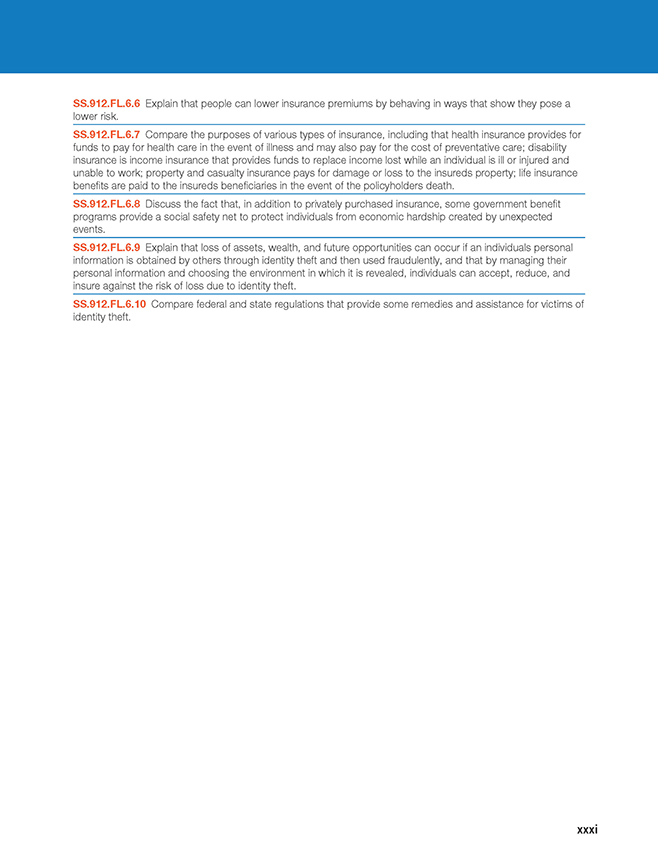 SS.912.FL.6.6 Explain that people can lower insurance premiums by behaving in ways that show they pose a
lower risk.
SS.912.FL.6.7 Compare the purposes of various types of insurance, including that health insurance provides for
funds to pay for health care in the event of illness and may also pay for the cost of preventative care; disability
insurance is income insurance that provides funds to replace income lost while an individual is ill or injured and
unable to work; property and casualty insurance pays for damage or loss to the insureds property; life insurance
benefits are paid to the insureds beneficiaries in the event of the policyholders death.
SS.912.FL.6.8 Discuss the fact that, in addition to privately purchased insurance, some government benefit
programs provide a social safety net to protect individuals from economic hardship created by unexpected
events.
SS.912.FL.6.9 Explain that loss of assets, wealth, and future opportunities can occur if an individuals personal
information is obtained by others through identity theft and then used fraudulently, and that by managing their
personal information and choosing the environment in which it is revealed, individuals can accept, reduce, and
insure against the risk of loss due to identity theft.
SS.912.FL.6.10 Compare federal and state regulations that provide some remedies and assistance for victims of
identity theft.
xxxi